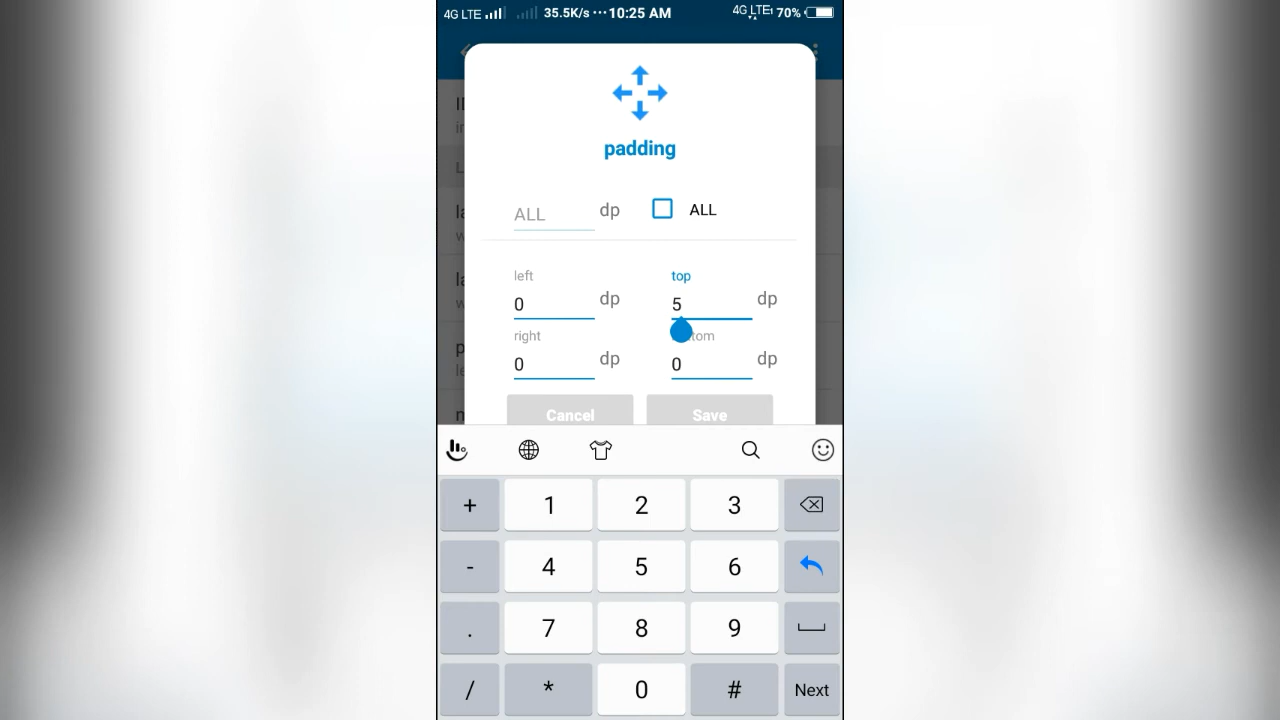 4G LTE 35.5K/s ··· 10:25 AM 4G LTE 70%
padding
ALL dp ALL
left top
0 dp 5 dp
right
0 dp 0 dp
Cancel Save
+ 1 2 3
- 4 5 6
. 7 8 9
/ * 0 # Next